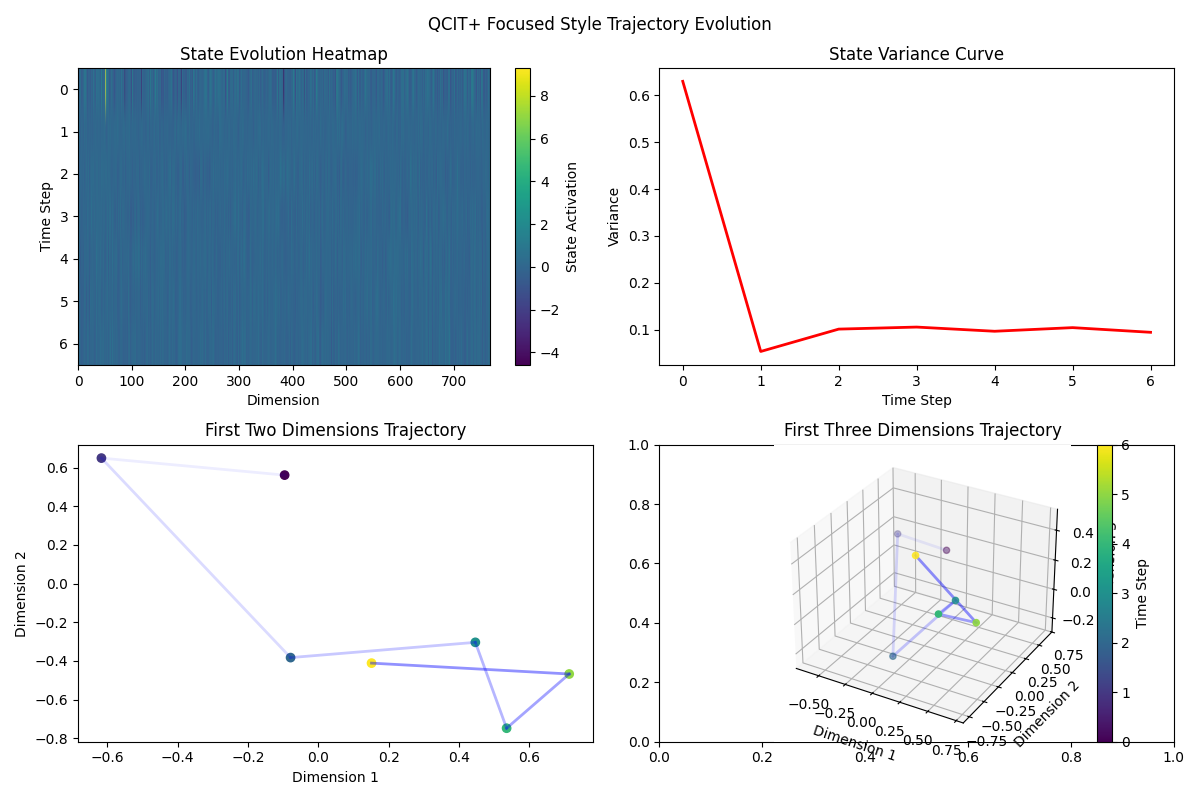 QCIT+ Focused Style Trajectory Evolution
State Evolution Heatmap
0
1
2
3
4
5
6
Time Step
0 100 200 300 400 500 600 700
Dimension
8
6
4
2
0
−2
−4
State Activation
State Variance Curve
0.6
0.5
0.4
0.3
0.2
0.1
Variance
0 1 2 3 4 5 6
Time Step
First Two Dimensions Trajectory
0.6
0.4
0.2
0.0
−0.2
−0.4
−0.6
−0.8
Dimension 2
−0.6 −0.4 −0.2 0.0 0.2 0.4 0.6
Dimension 1
First Three Dimensions Trajectory
1.0
0.8
0.6
0.4
0.2
0.0
0.0 0.2 0.4 0.6 0.8 1.0
−0.50 −0.25 0.00 0.25 0.50 0.75
Dimension 1
−0.75 −0.50 −0.25 0.00 0.25 0.50 0.75
Dimension 2
0.4
0.2
0.0
−0.2
6
5
4
3
2
1
0
Time Step